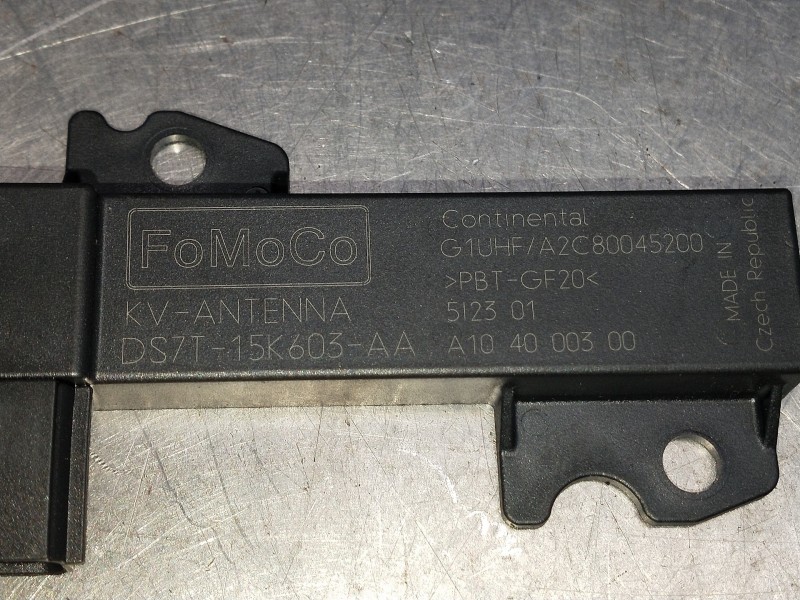 FoMoCo
KV-ANTENNA
DS7T-15K603-AA
Continental
G1UHF/A2C80045200
>PBT-GF20<
5123 01
A10 40 003 00
MADE IN
Czech Republic